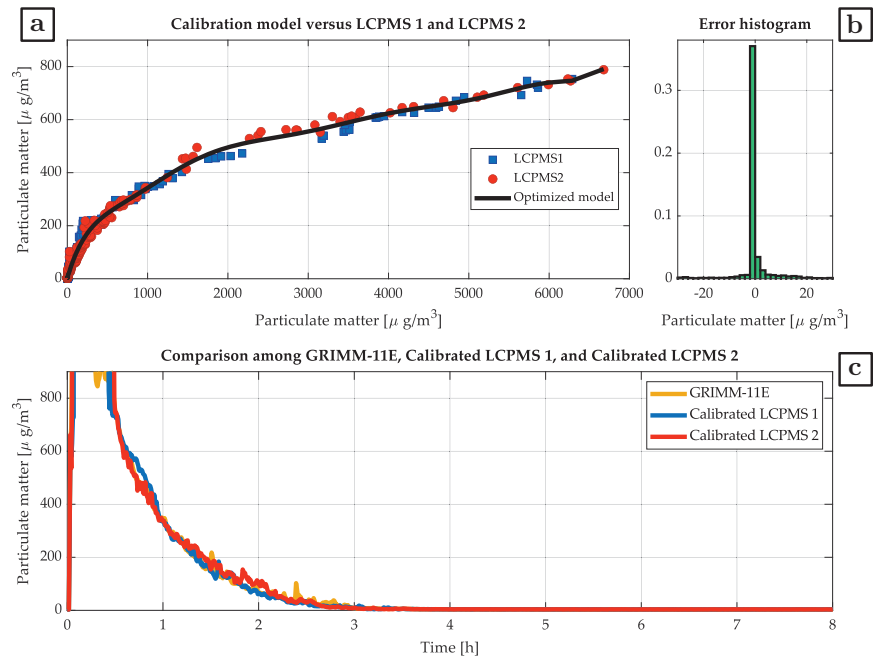 a
Calibration model versus LCPMS 1 and LCPMS 2
Particulate matter [μ g/m³]
800
600
400
200
0
0 1000 2000 3000 4000 5000 6000 7000
Particulate matter [μ g/m³]
LCPMS1
LCPMS2
Optimized model
b
Error histogram
0.3
0.2
0.1
0
-20 0 20
Particulate matter [μ g/m³]
c
Comparison among GRIMM-11E, Calibrated LCPMS 1, and Calibrated LCPMS 2
Particulate matter [μ g/m³]
800
600
400
200
0
0 1 2 3 4 5 6 7 8
Time [h]
GRIMM-11E
Calibrated LCPMS 1
Calibrated LCPMS 2